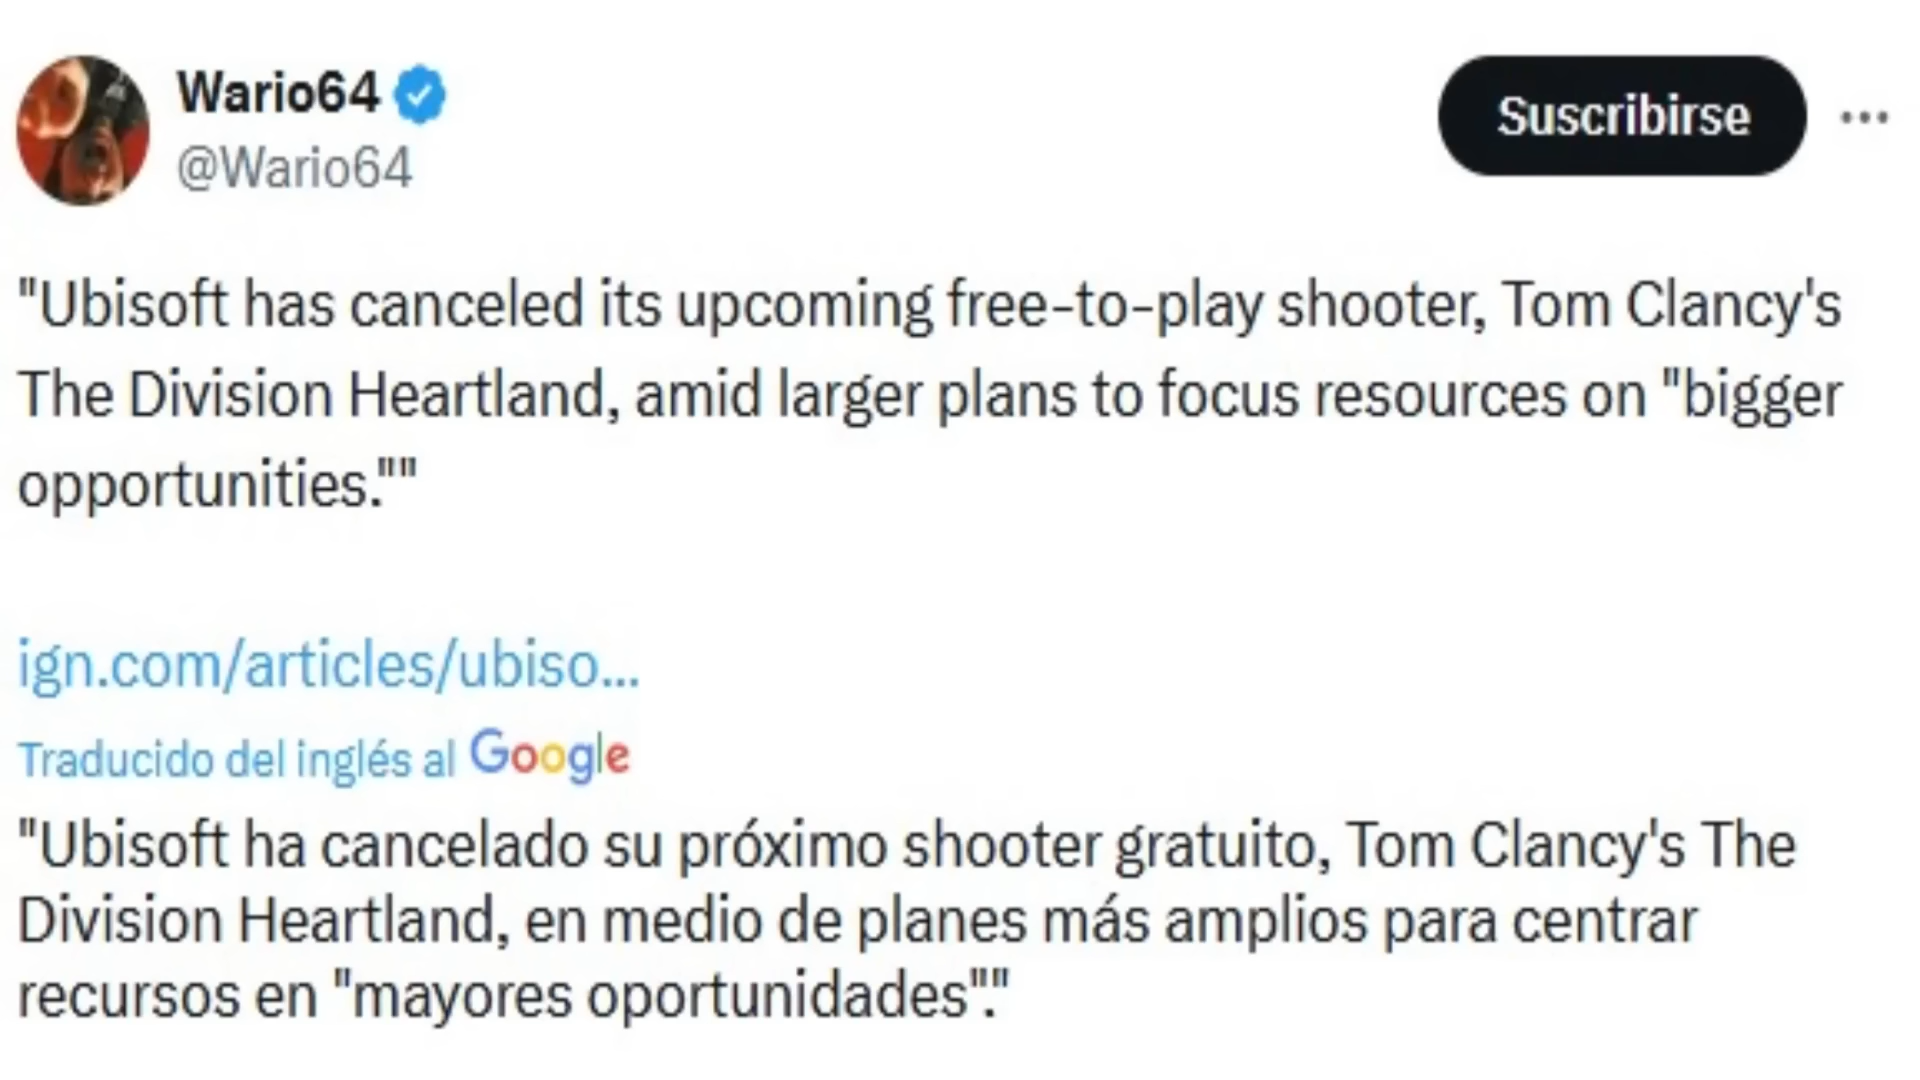 Wario64
@Wario64
Suscribirse
"Ubisoft has canceled its upcoming free-to-play shooter, Tom Clancy's
The Division Heartland, amid larger plans to focus resources on "bigger
opportunities.""
ign.com/articles/ubiso...
Traducido del inglés al Google
"Ubisoft ha cancelado su próximo shooter gratuito, Tom Clancy's The
Division Heartland, en medio de planes más amplios para centrar
recursos en "mayores oportunidades"."